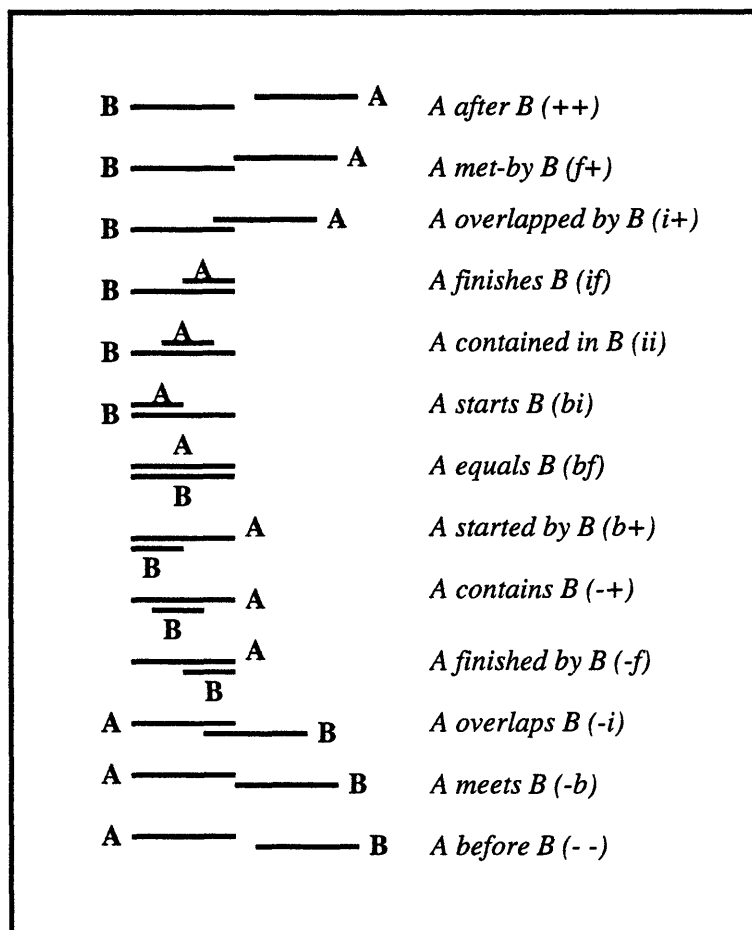 B A A after B (++)
B A A met-by B (f+)
B A A overlapped by B (i+)
A
B A finishes B (if)
A
B A contained in B (ii)
A
B A starts B (bi)
A
A equals B (bf)
B
A A started by B (b+)
B
A A contains B (-+)
B
A A finished by B (-f)
B
A B A overlaps B (-i)
A B A meets B (-b)
A B A before B (- -)